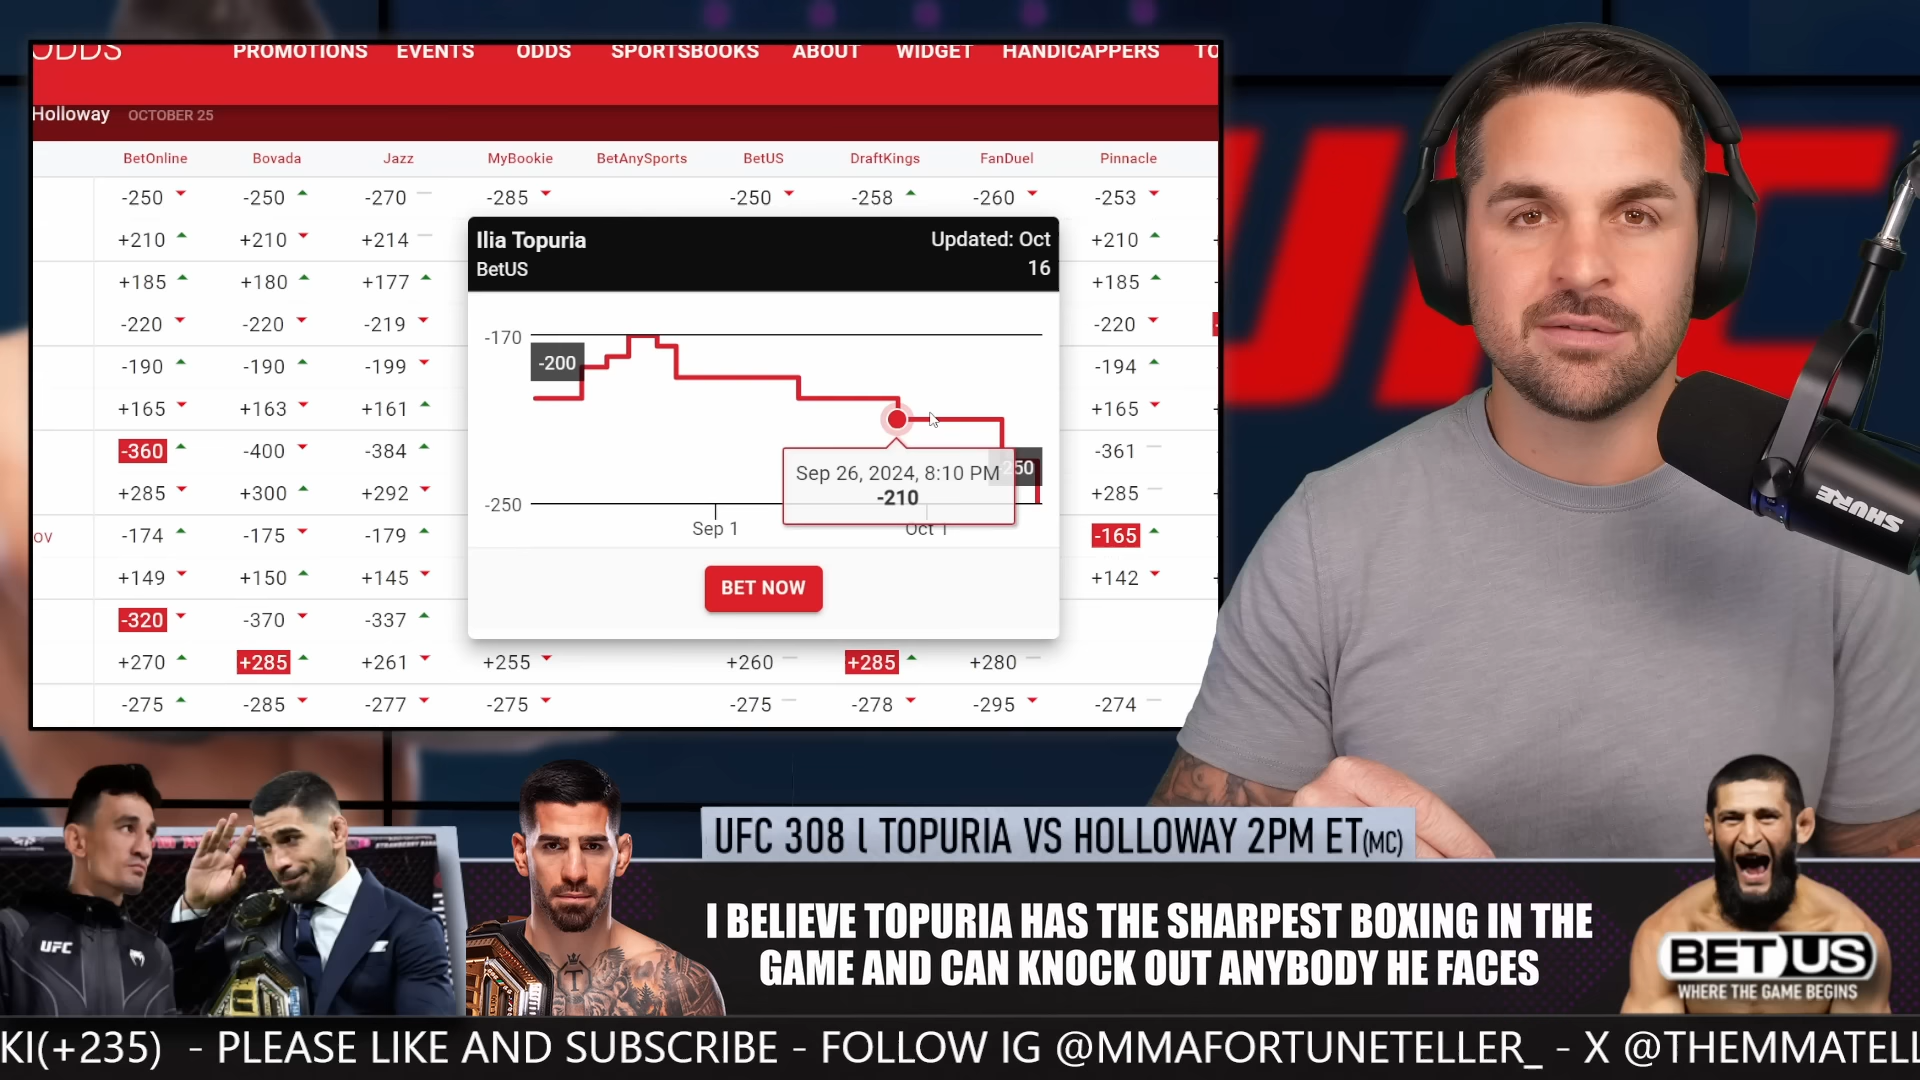 ODDS
PROMOTIONS EVENTS ODDS SPORTSBOOKS ABOUT WIDGET HANDICAPPERS TO
Holloway OCTOBER 25
BetOnline Bovada Jazz MyBookie BetAnySports BetUS DraftKings FanDuel Pinnacle
-250 -250 -270 -285 -250 -258 -260 -253
+210 +210 +214 +210
+185 +180 +177 +185
-220 -220 -219 -220
-190 -190 -199 -194
+165 +163 +161 +165
-360 -400 -384 -361
+285 +300 +292 +285
OV -174 -175 -179 -165
+149 +150 +145 +142
-320 -370 -337
+270 +285 +261 +255 +260 +285 +280
-275 -285 -277 -275 -275 -278 -295 -274
Ilia Topuria Updated: Oct
BetUS 16
-170
-200
250
Sep 26, 2024, 8:10 PM
-210
-250
Sep 1 Oct 1
BET NOW
SHURE
UFC
UFC 308 l TOPURIA VS HOLLOWAY 2PM ET(MC)
I BELIEVE TOPURIA HAS THE SHARPEST BOXING IN THE
GAME AND CAN KNOCK OUT ANYBODY HE FACES
UFC
T
BET US
WHERE THE GAME BEGINS
KI(+235) - PLEASE LIKE AND SUBSCRIBE - FOLLOW IG @MMAFORTUNETELLER_ - X @THEMMATELL